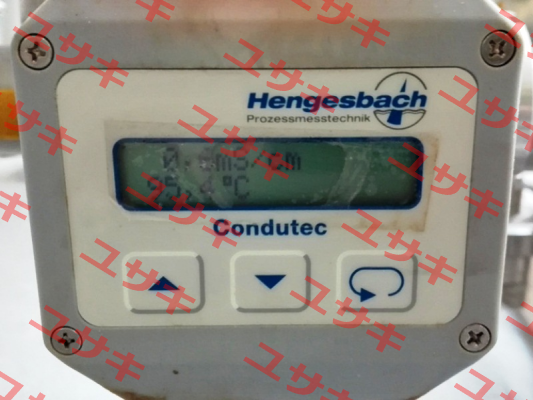 Hengesbach
Prozessmesstechnik
°C
Condutec
ユサキ